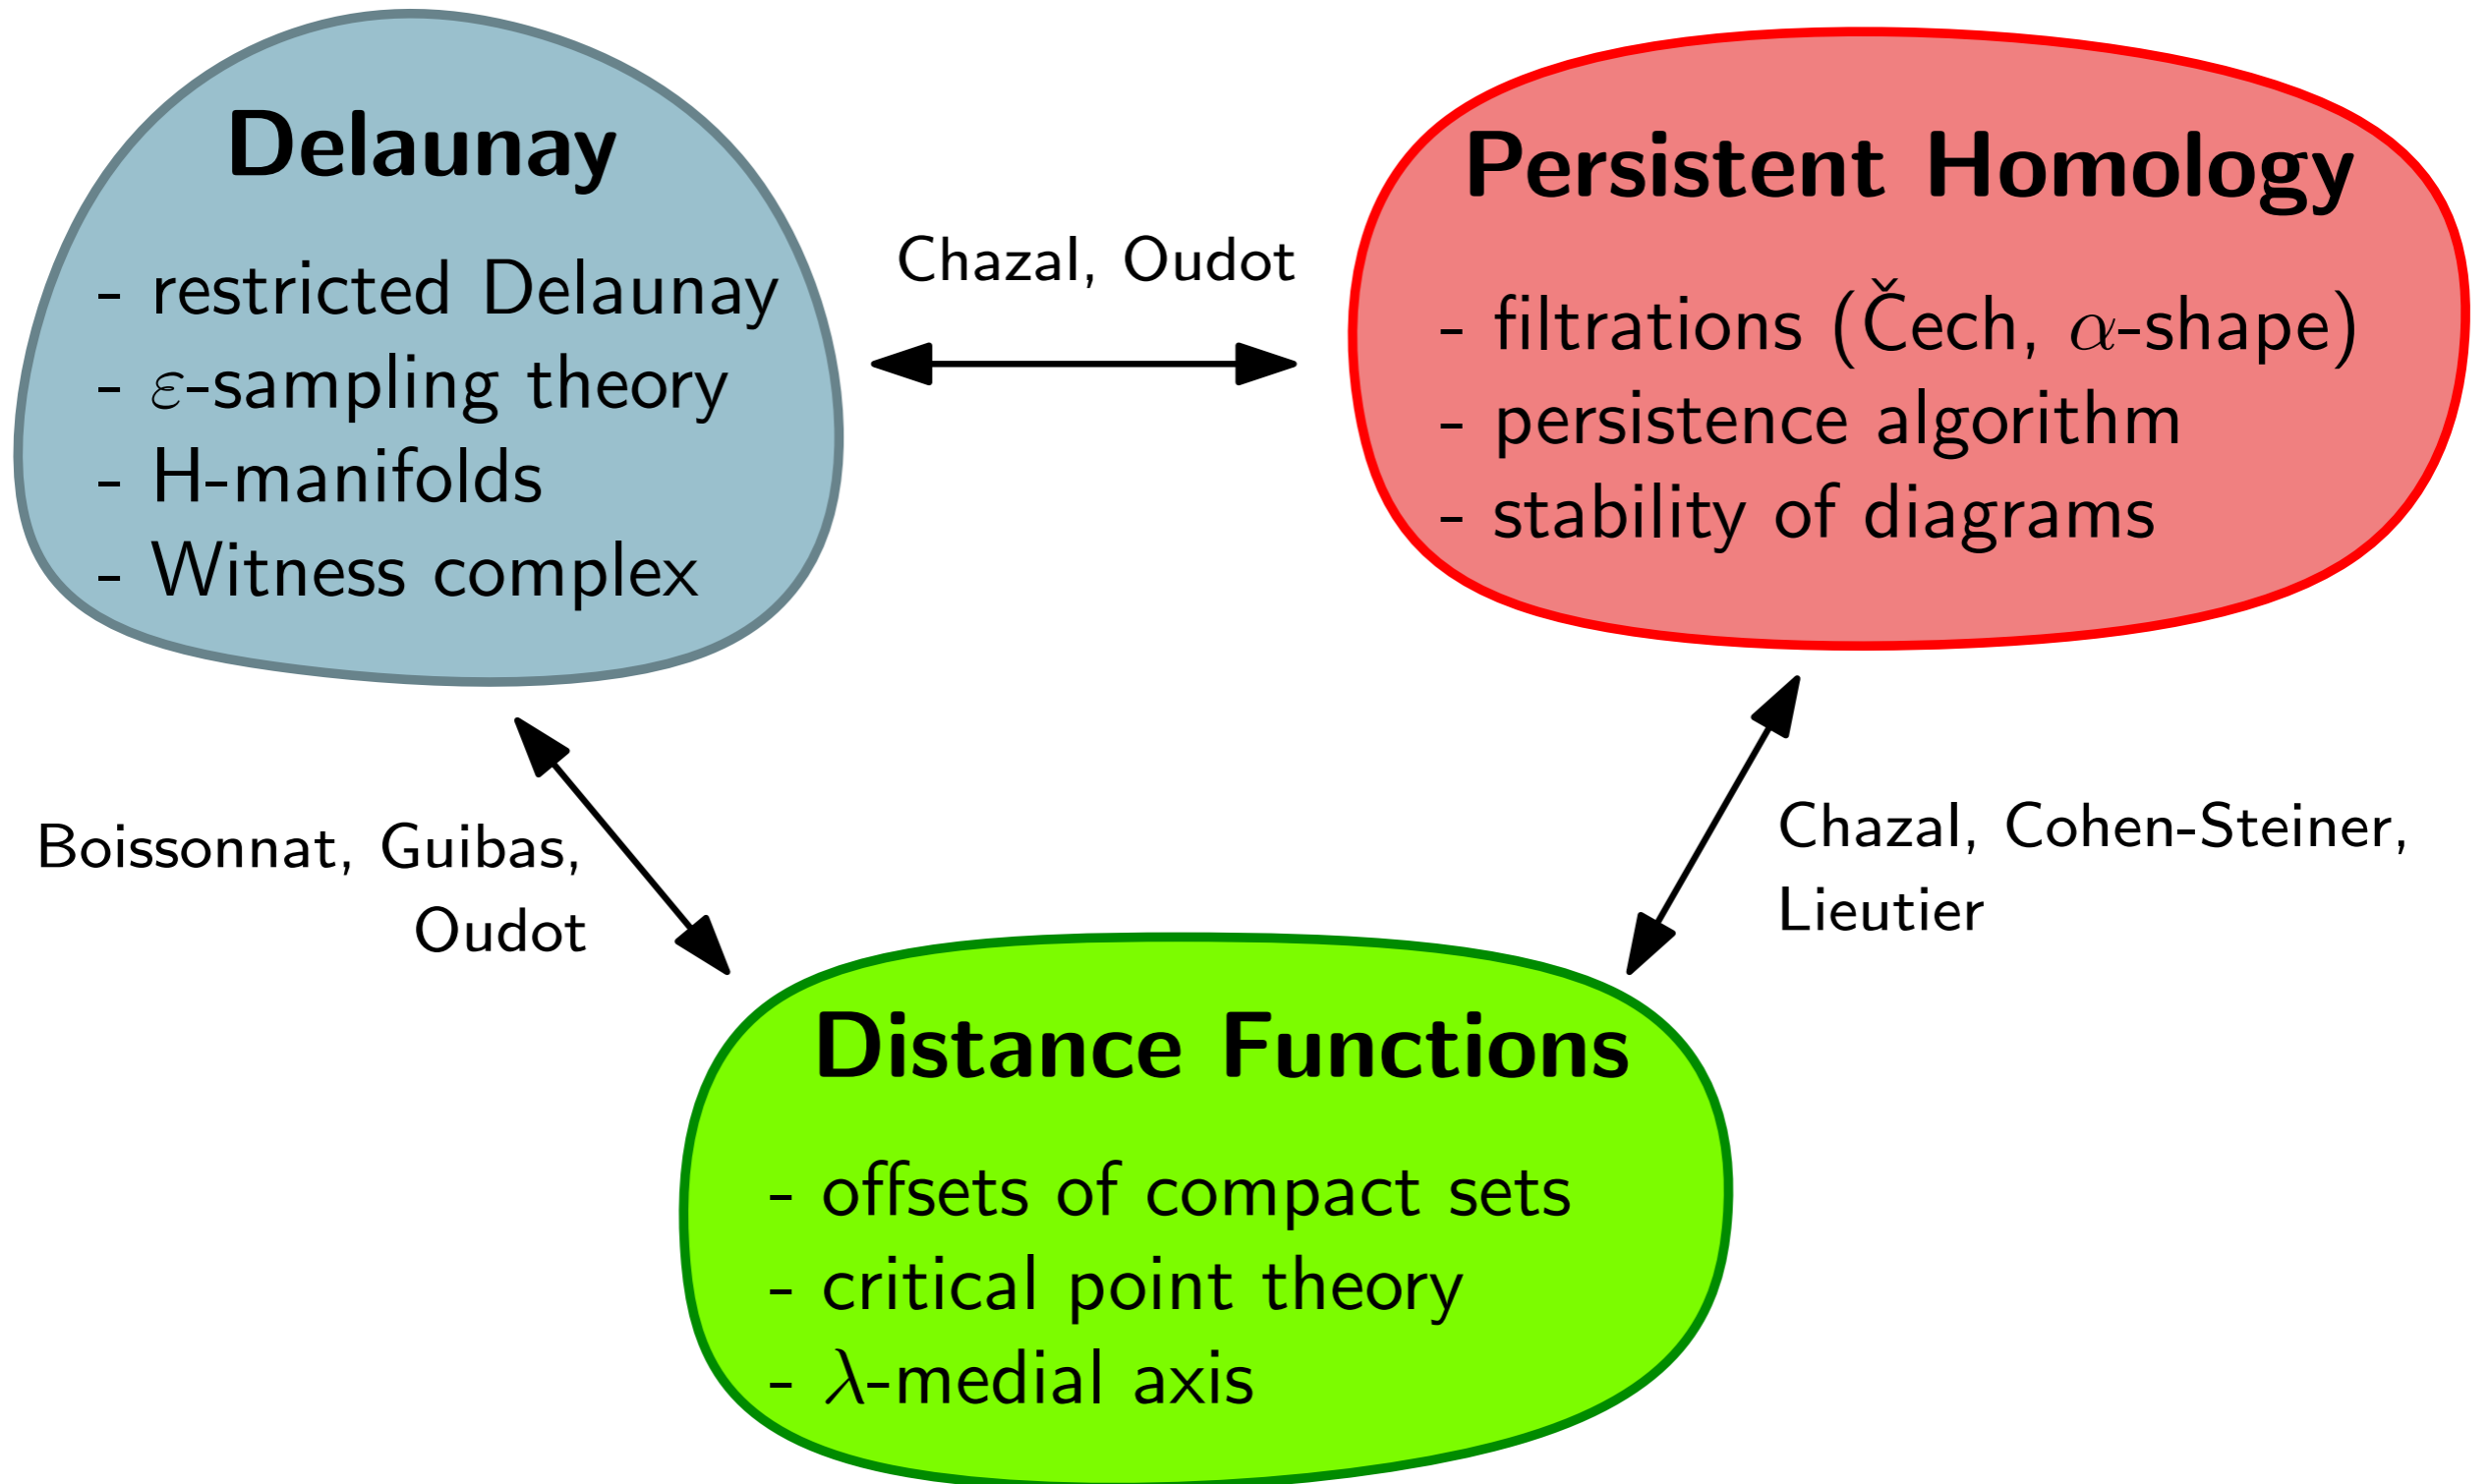 Delaunay
- restricted Delaunay
- ε-sampling theory
- H-manifolds
- Witness complex
Chazal, Oudot
Persistent Homology
- filtrations (Čech, α-shape)
- persistence algorithm
- stability of diagrams
Boissonnat, Guibas,
Oudot
Chazal, Cohen-Steiner,
Lieutier
Distance Functions
- offsets of compact sets
- critical point theory
- λ-medial axis